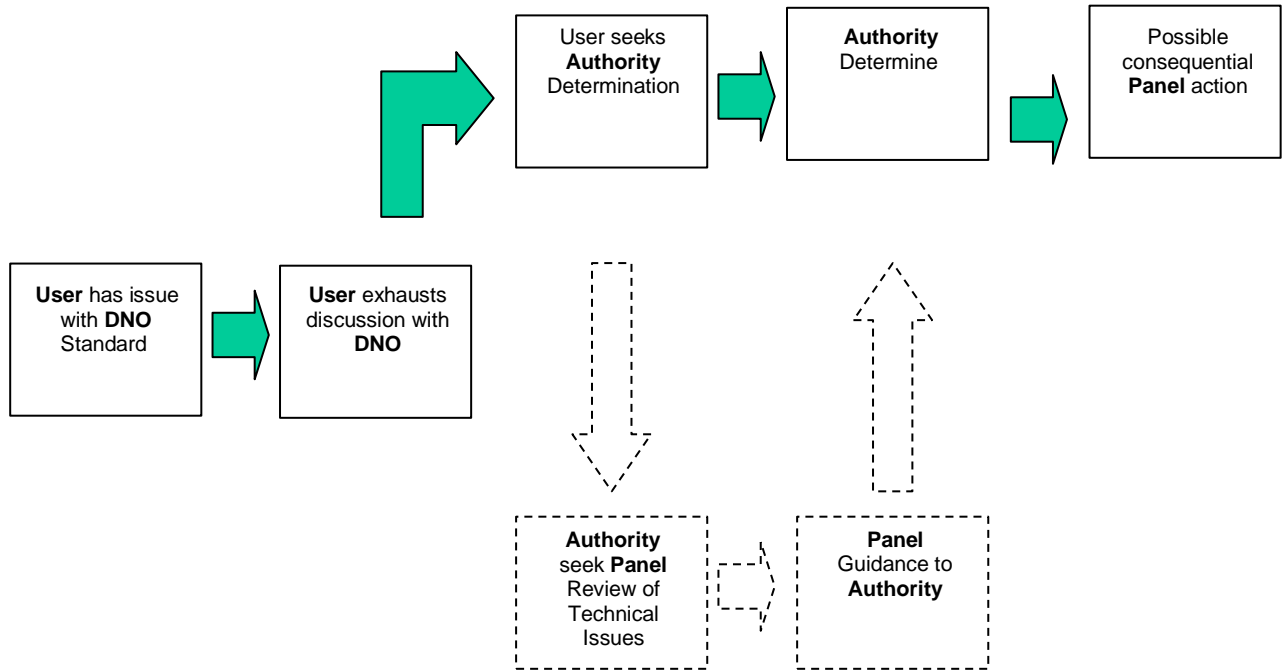 User seeks
Authority
Determination
Authority
Determine
Possible
consequential
Panel action
User has issue
with DNO
Standard
User exhausts
discussion with
DNO
Authority
seek Panel
Review of
Technical
Issues
Panel
Guidance to
Authority